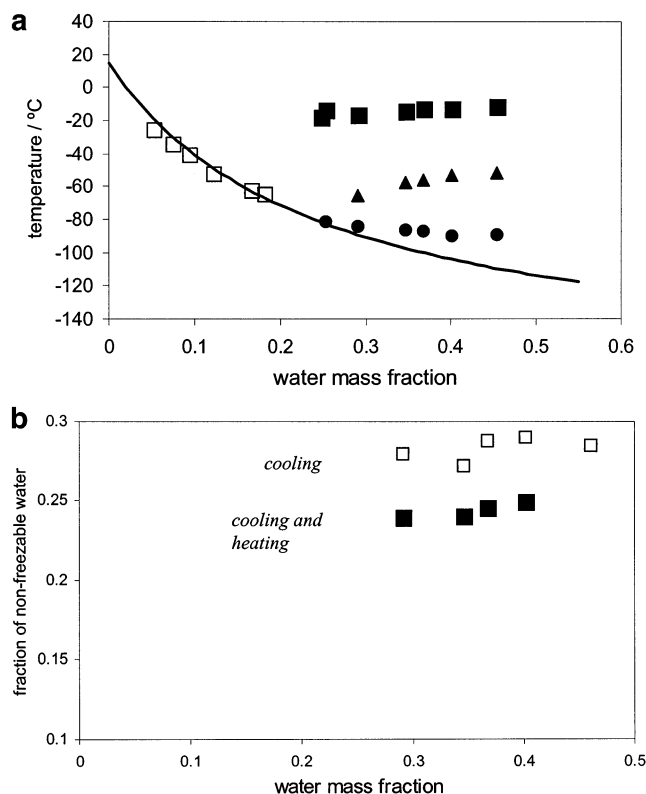 a
40
20
0
-20
-40
-60
-80
-100
-120
-140
temperature / ºC
0 0.1 0.2 0.3 0.4 0.5 0.6
water mass fraction
b
0.3
0.25
0.2
0.15
0.1
fraction of non-freezable water
cooling
cooling and
heating
0 0.1 0.2 0.3 0.4 0.5
water mass fraction